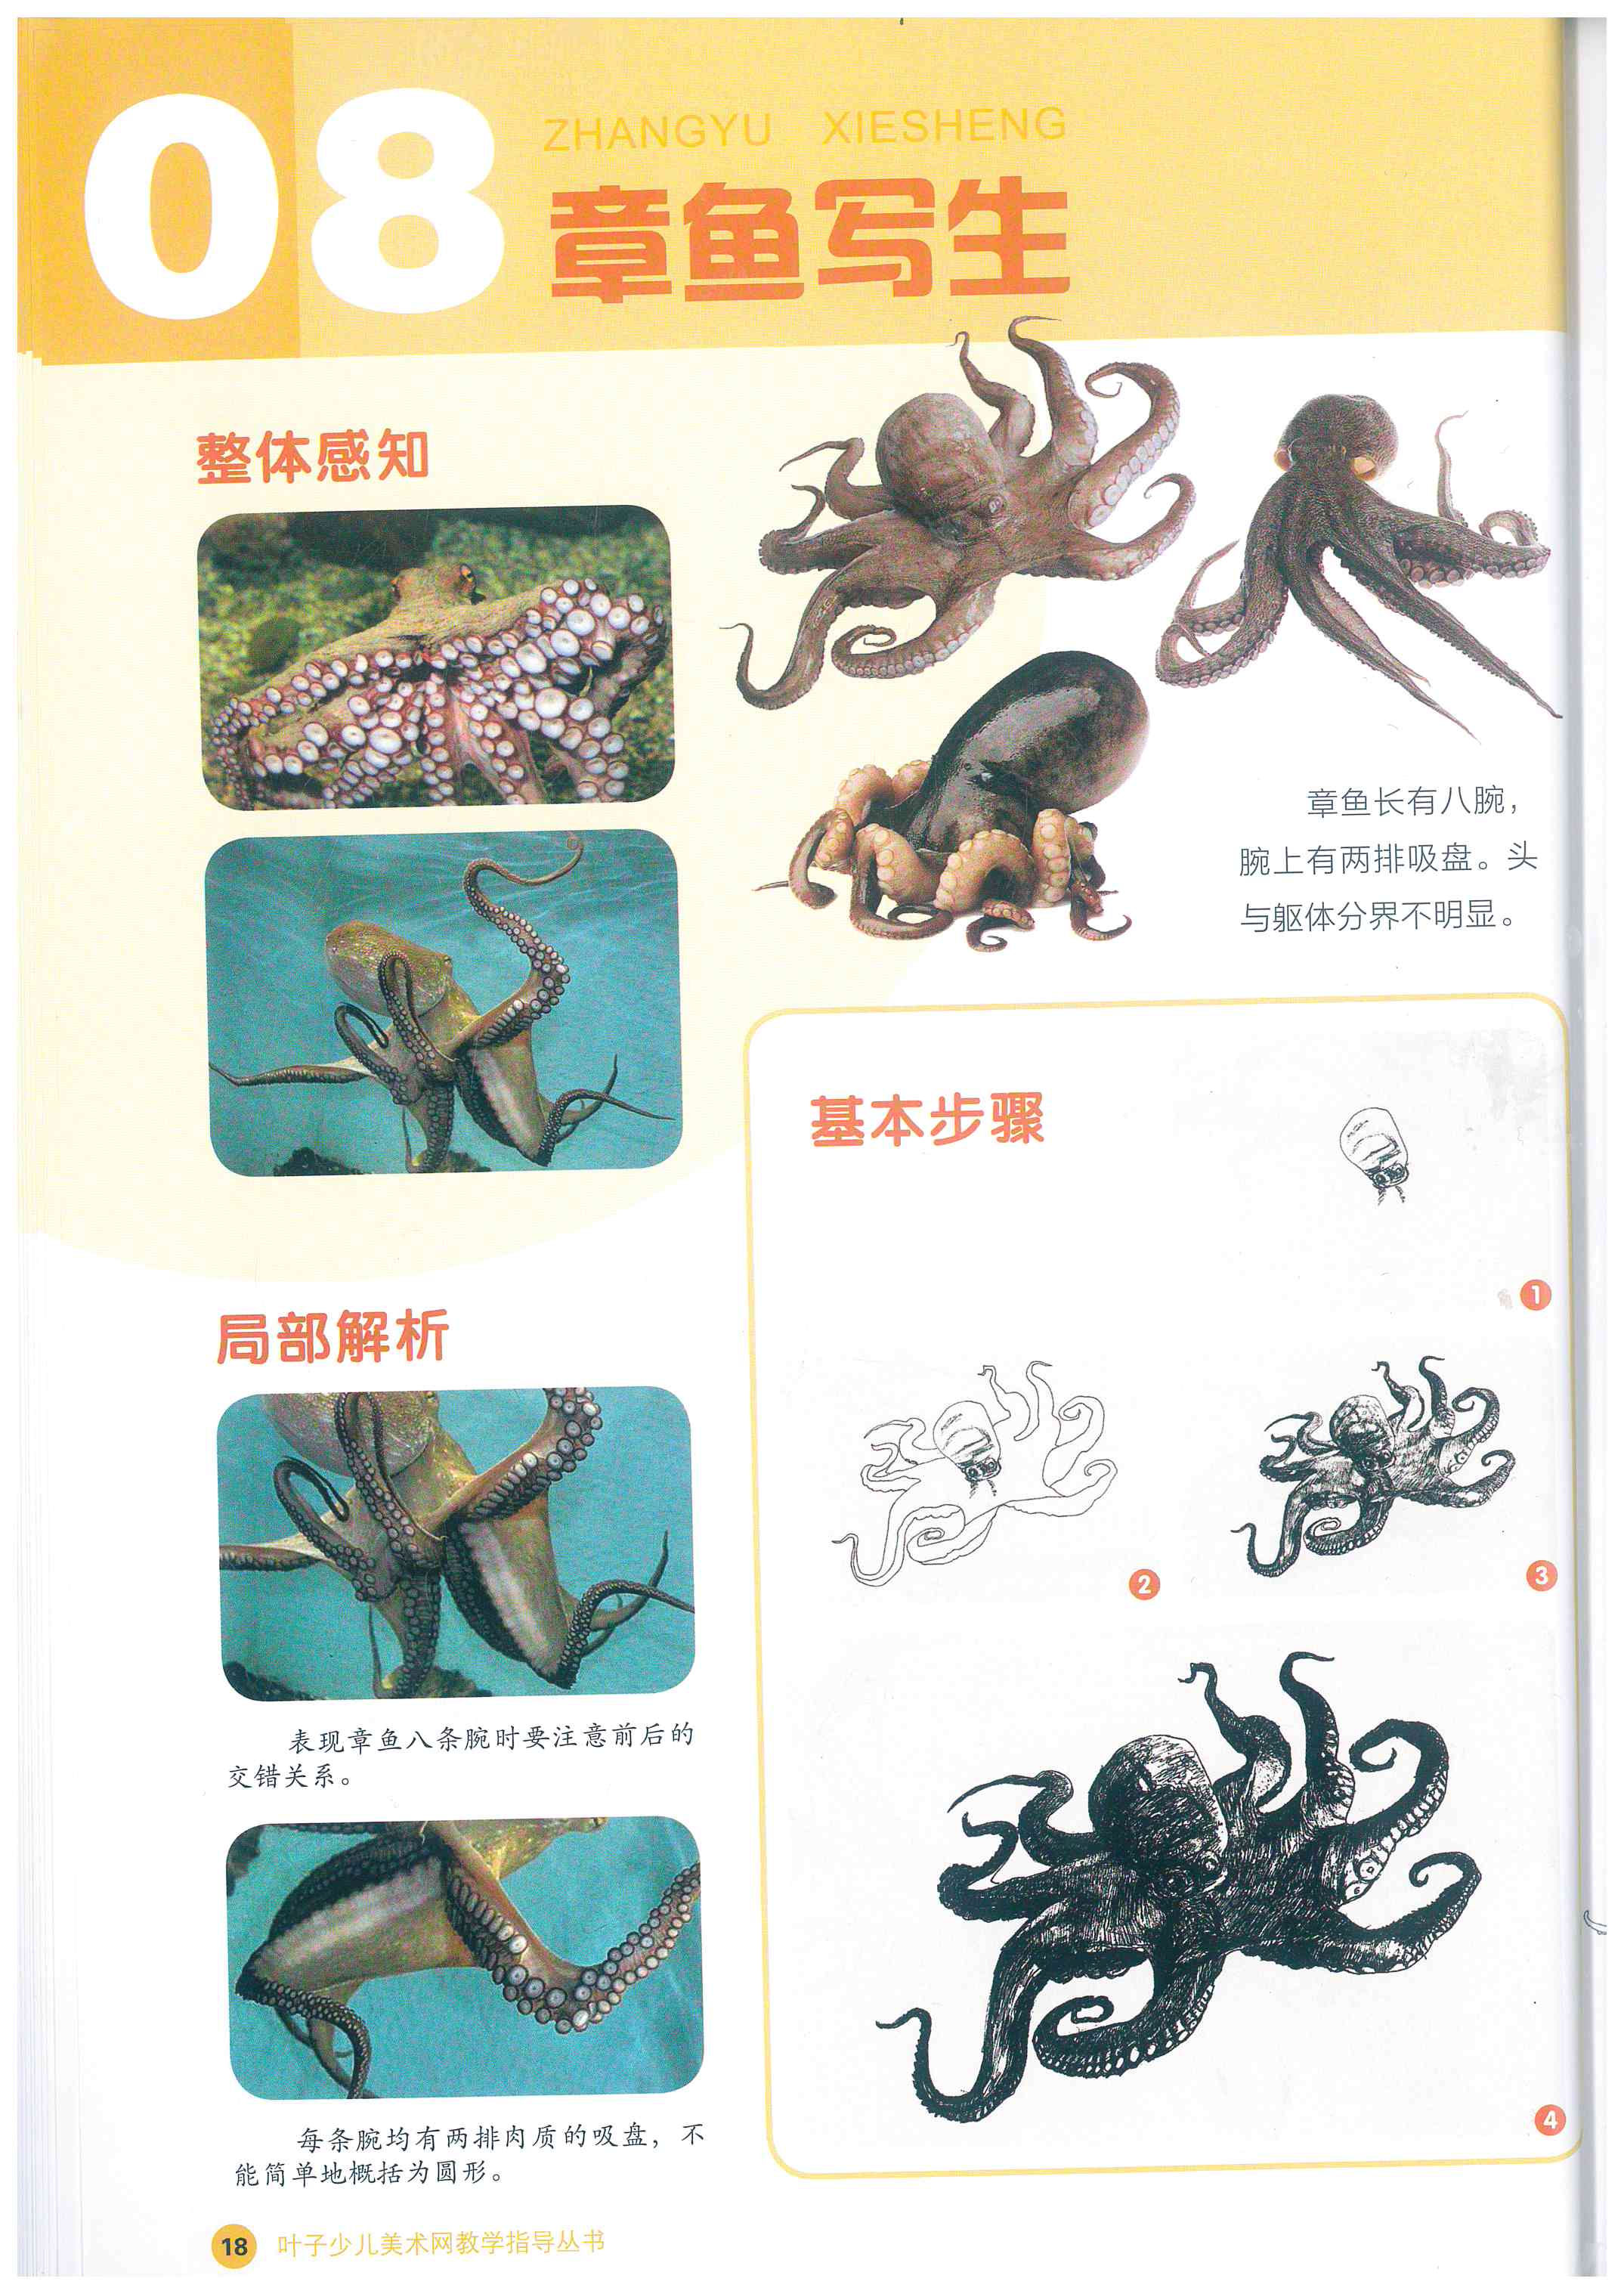 08
ZHANGYU XIESHENG
章鱼写生
整体感知
章鱼长有八腕，
腕上有两排吸盘。头
与躯体分界不明显。
基本步骤
1
2
3
4
局部解析
表现章鱼八条腕时要注意前后的
交错关系。
每条腕均有两排肉质的吸盘，不
能简单地概括为圆形。
18 叶子少儿美术网教学指导丛书